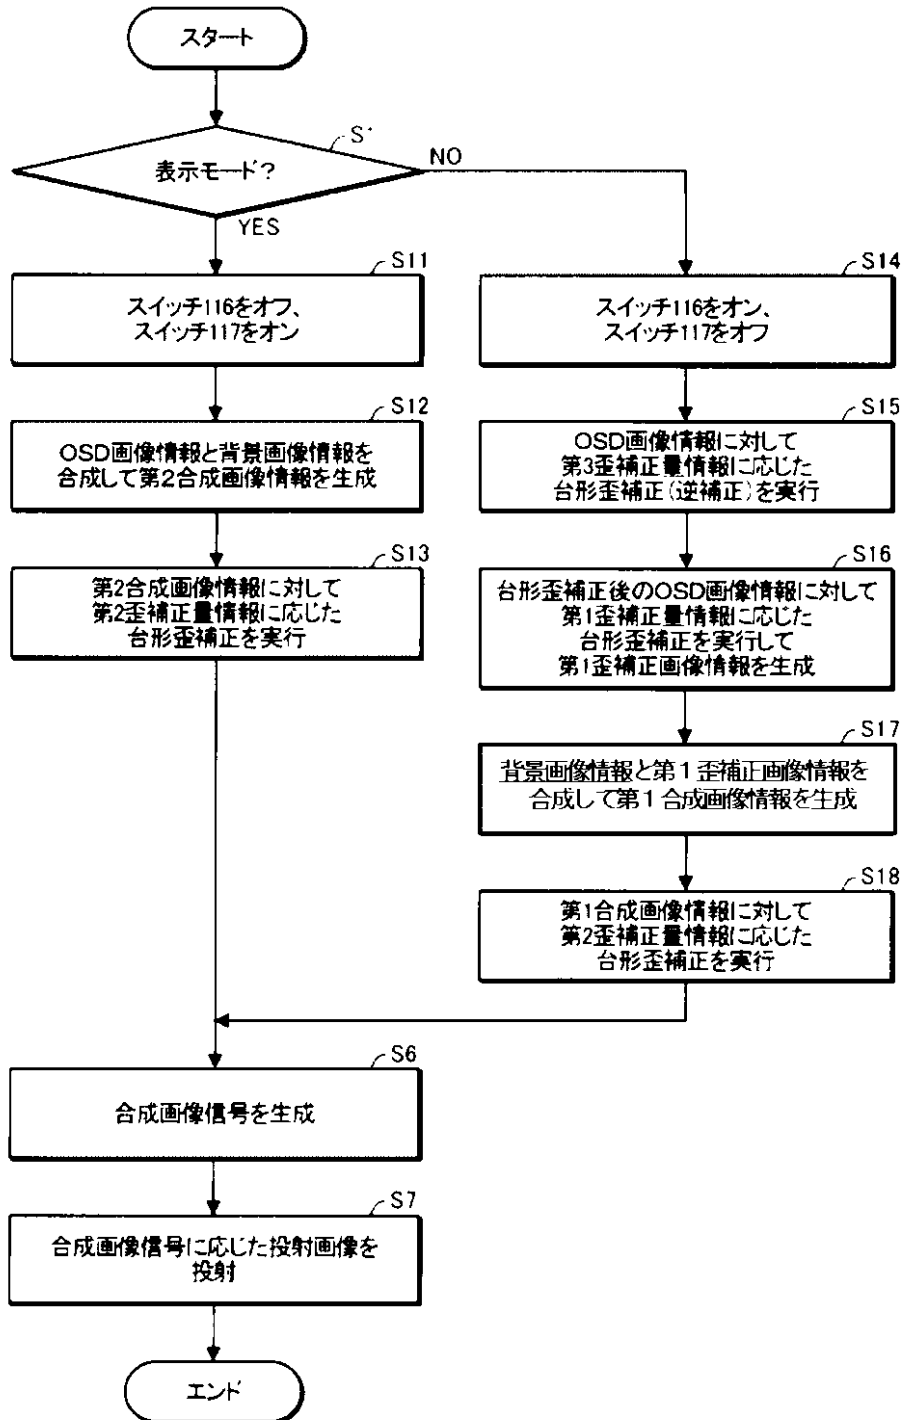 スタート
表示モード?
NO
YES
S11
スイッチ116をオフ、
スイッチ117をオン
S12
OSD画像情報と背景画像情報を
合成して第2合成画像情報を生成
S13
第2合成画像情報に対して
第2歪補正量情報に応じた
台形歪補正を実行
S14
スイッチ116をオン、
スイッチ117をオフ
S15
OSD画像情報に対して
第3歪補正量情報に応じた
台形歪補正(逆補正)を実行
S16
台形歪補正後のOSD画像情報に対して
第1歪補正量情報に応じた
台形歪補正を実行して
第1歪補正画像情報を生成
S17
背景画像情報と第1歪補正画像情報を
合成して第1合成画像情報を生成
S18
第1合成画像情報に対して
第2歪補正量情報に応じた
台形歪補正を実行
S6
合成画像信号を生成
S7
合成画像信号に応じた投射画像を
投射
エンド